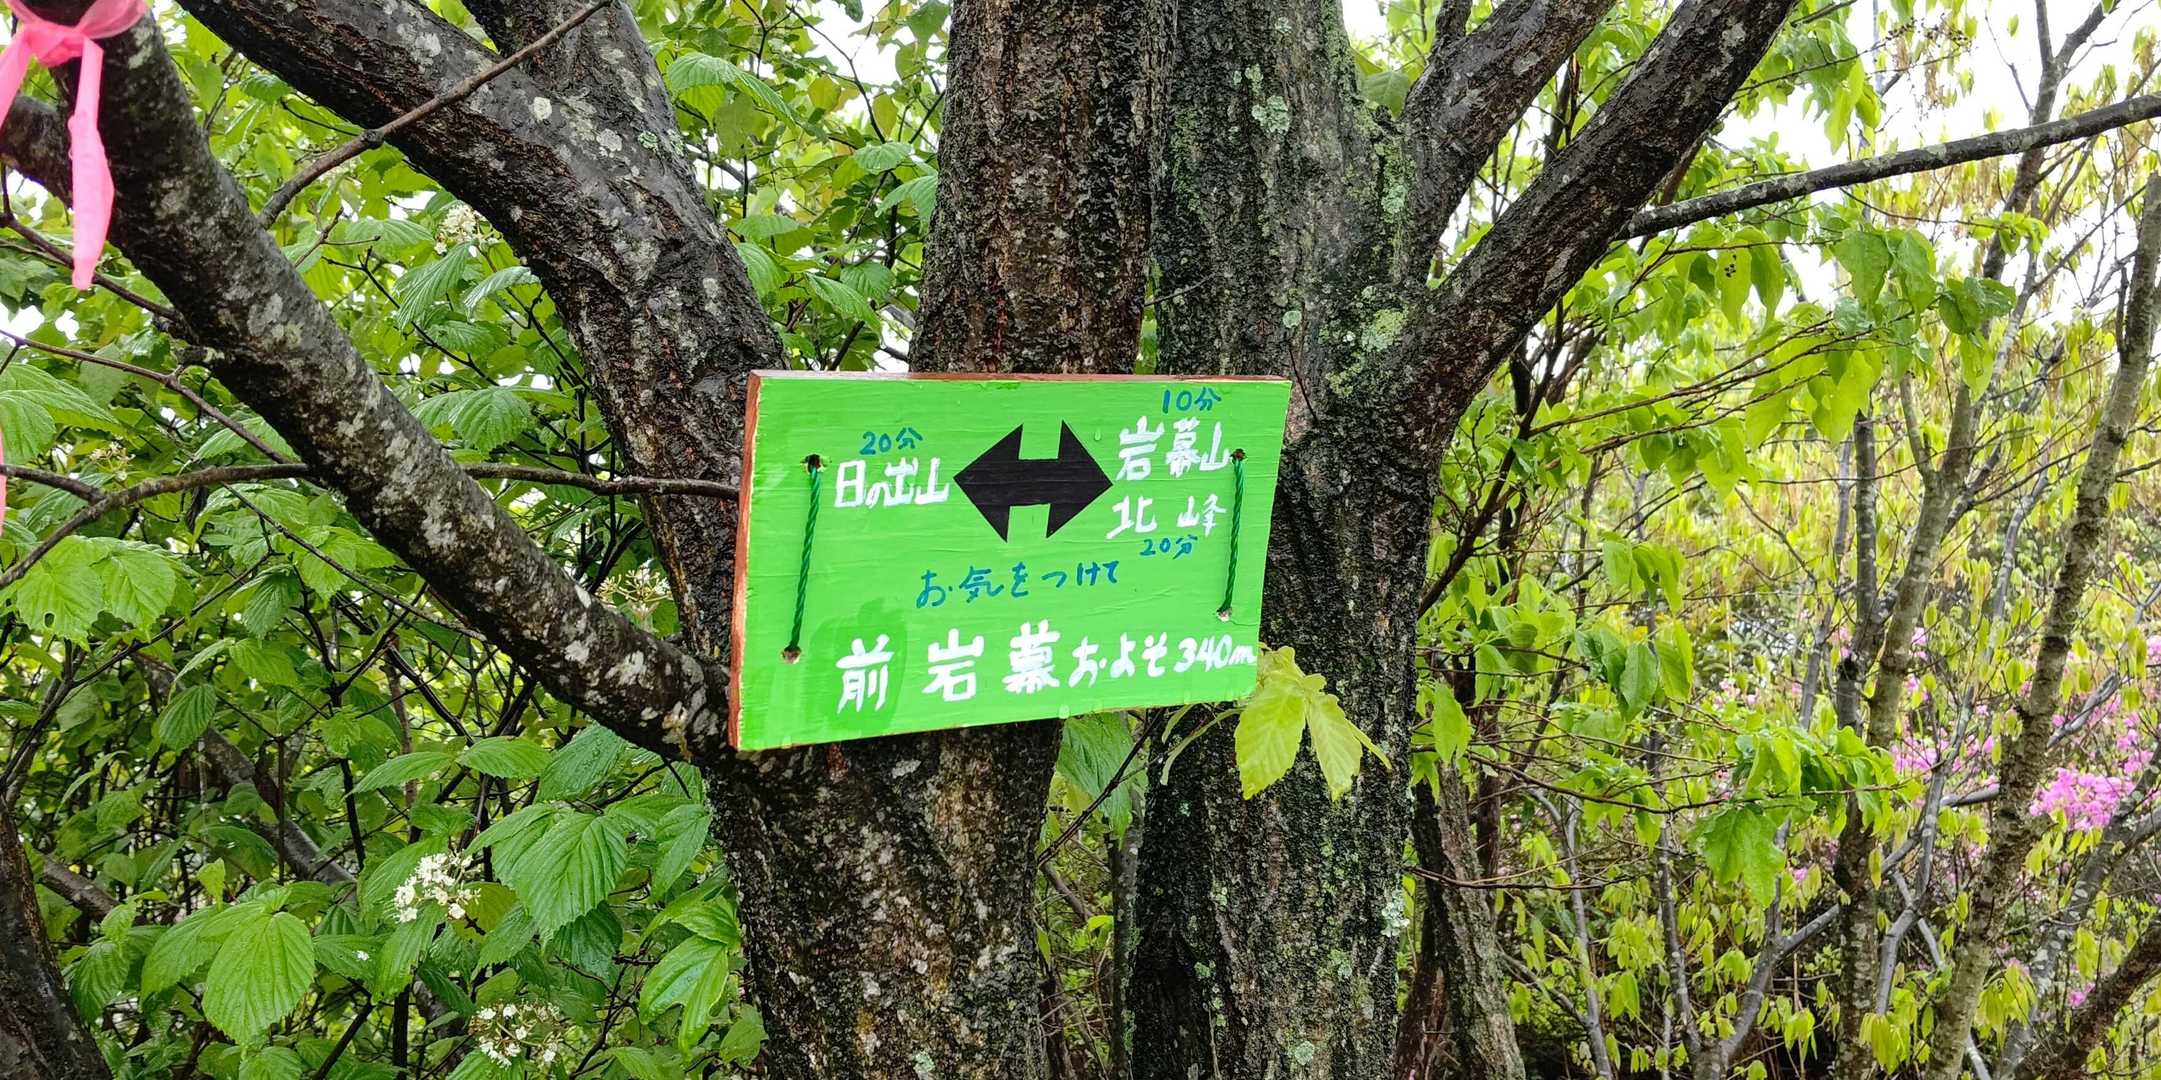 10分
20分
日の出山
岩幕山
北峰
20分
お気をつけて
前岩幕およそ340m